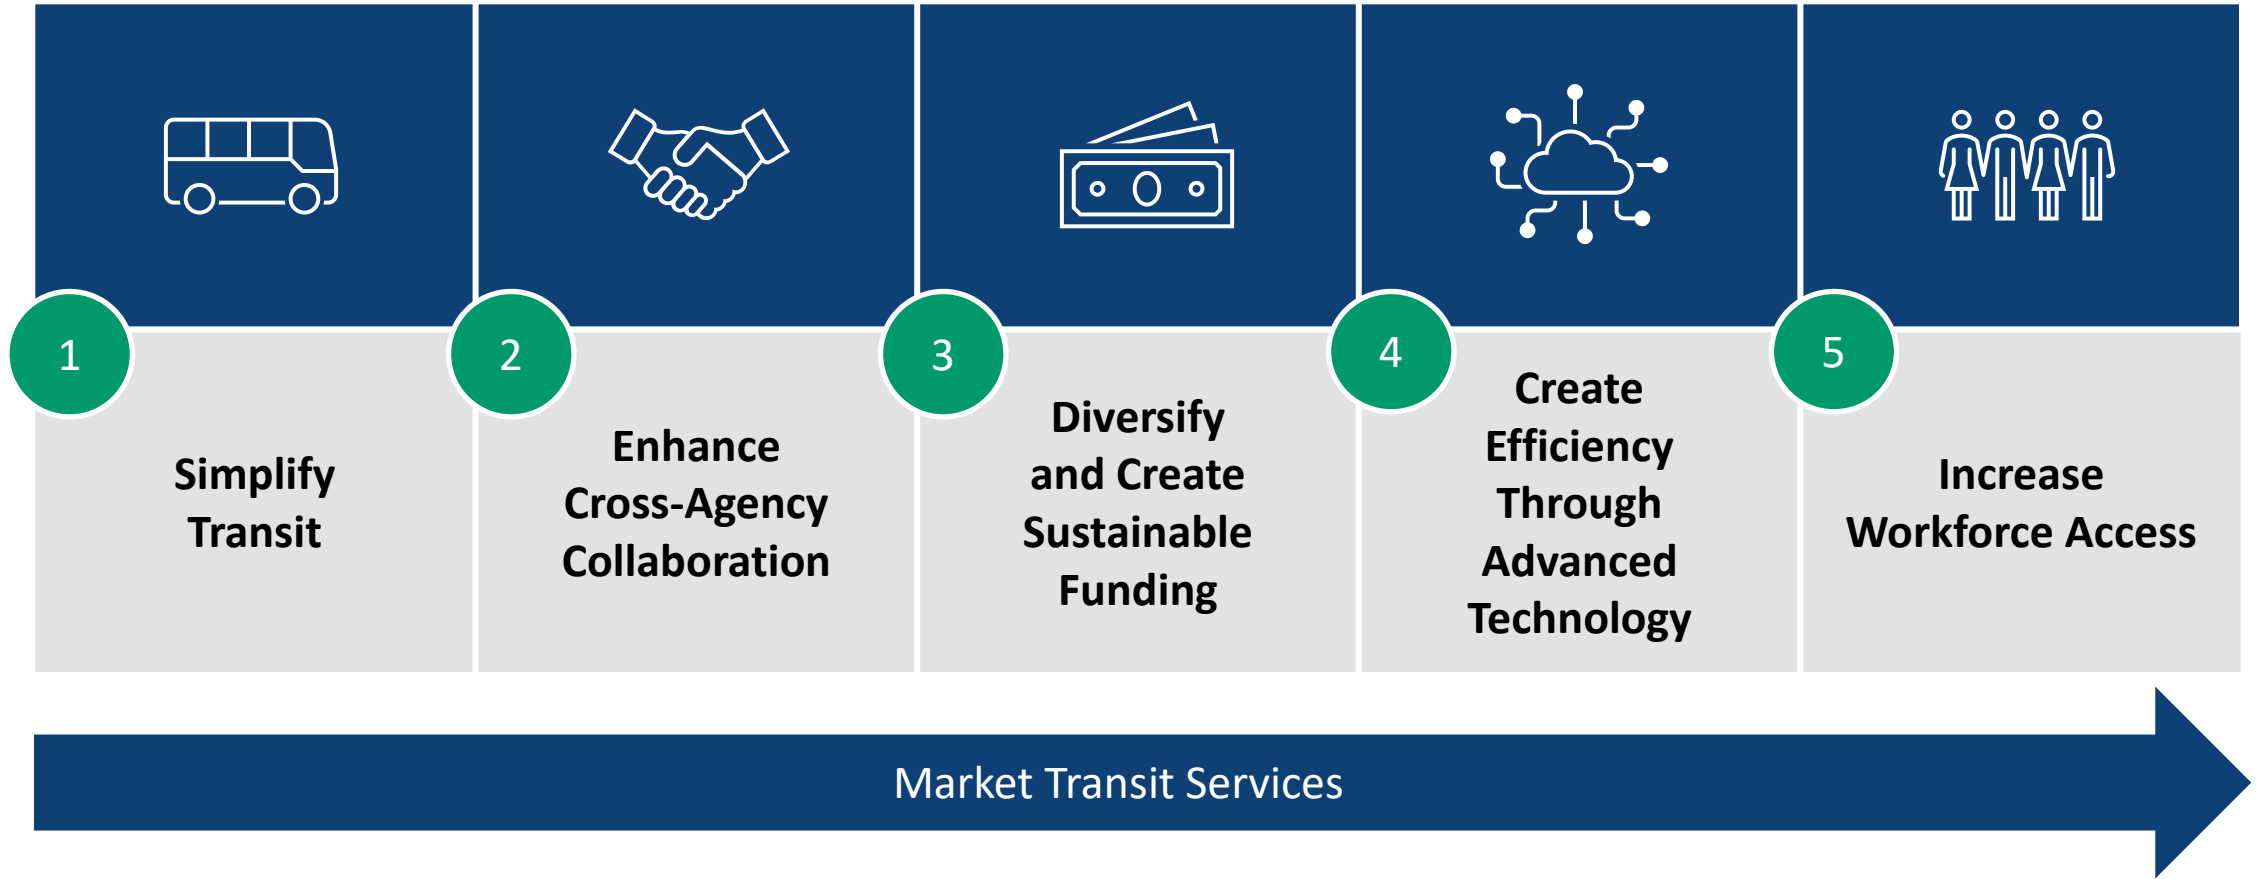 1
Simplify
Transit
2
Enhance
Cross-Agency
Collaboration
3
Diversify
and Create
Sustainable
Funding
4
Create
Efficiency
Through
Advanced
Technology
5
Increase
Workforce Access
Market Transit Services